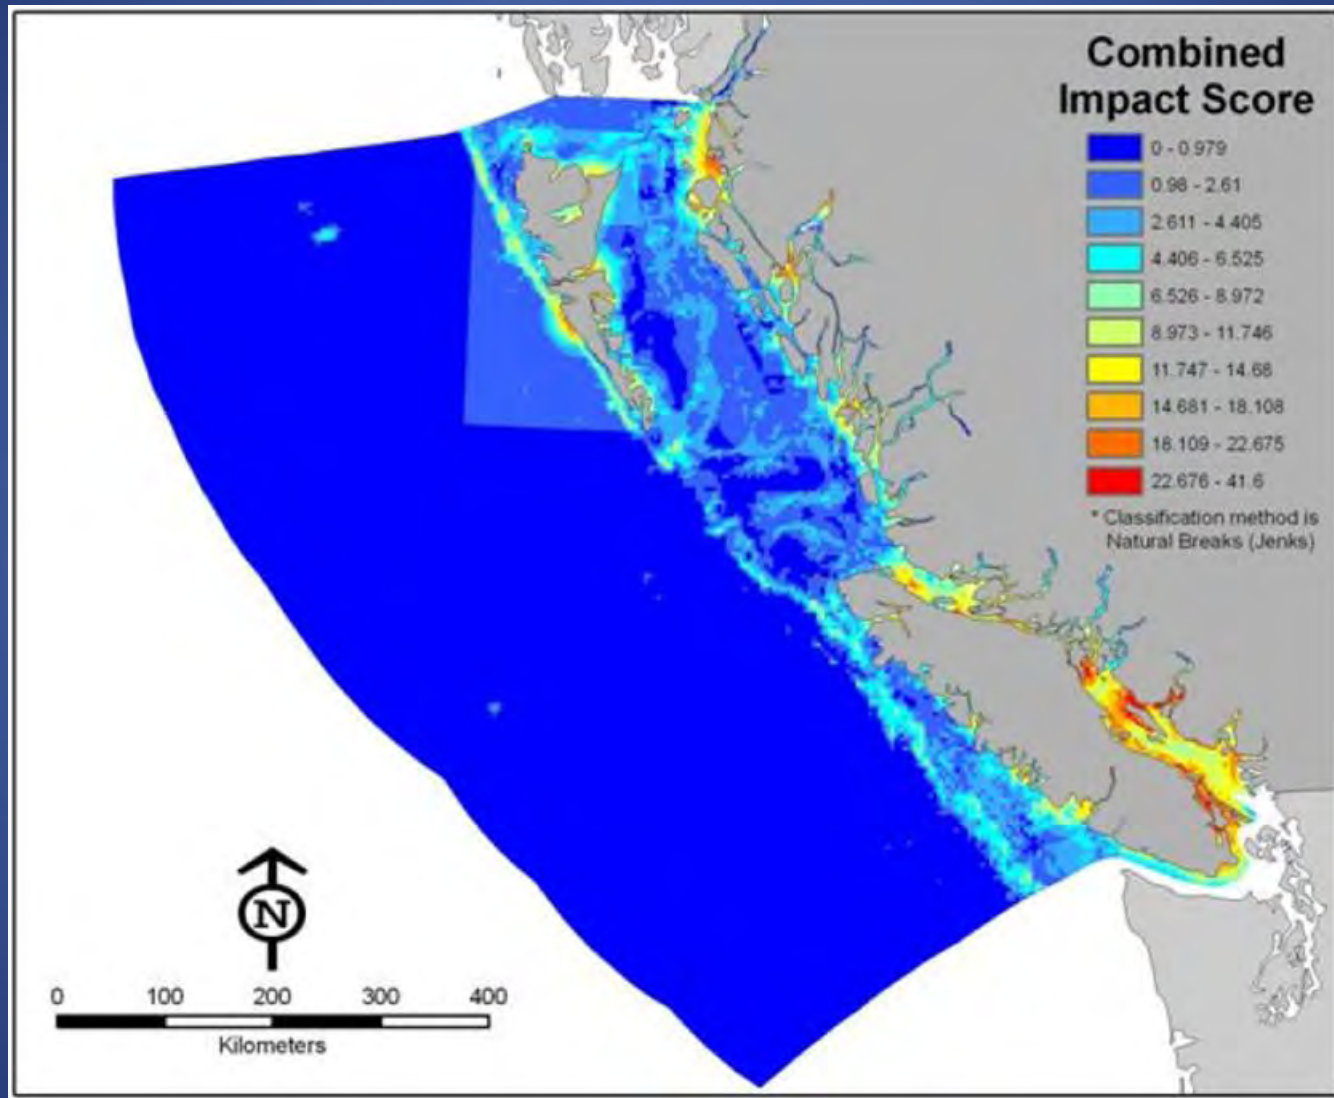 Combined
Impact Score
0 - 0.979
0.98 - 2.61
2.611 - 4.405
4.406 - 6.525
6.526 - 8.972
8.973 - 11.746
11.747 - 14.68
14.681 - 18.108
18.109 - 22.675
22.676 - 41.6
* Classification method is
Natural Breaks (Jenks)
N
0 100 200 300 400
Kilometers